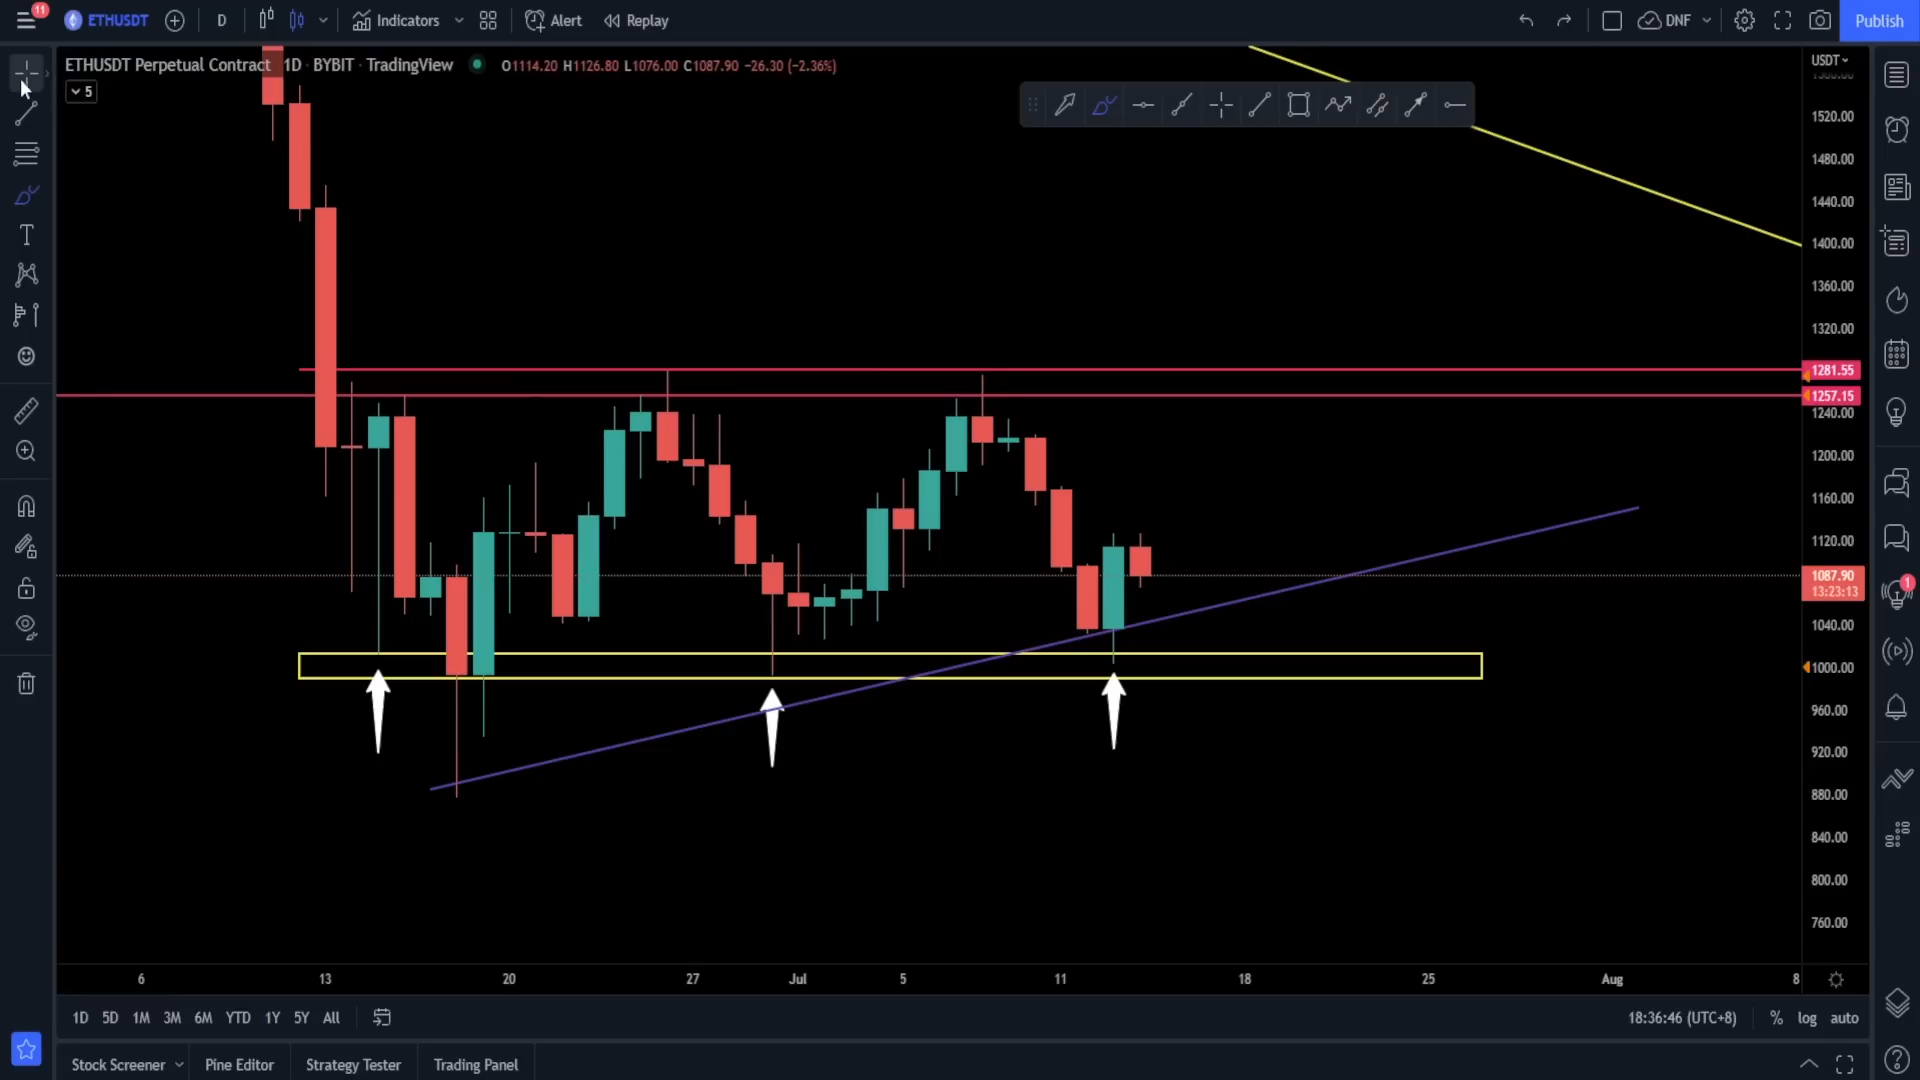 11
ETHUSDT
D
Indicators
Alert
Replay
DNF
Publish
ETHUSDT Perpetual Contract 1D · BYBIT · TradingView
O1114.20 H1126.80 L1076.00 C1087.90 −26.30 (−2.36%)
5
USDT
1520.00
1480.00
1440.00
1400.00
1360.00
1320.00
1281.55
1257.15
1240.00
1200.00
1160.00
1120.00
1087.90
13:23:13
1040.00
1000.00
960.00
920.00
880.00
840.00
800.00
760.00
1
6 13 20 27 Jul 5 11 18 25 Aug 8
1D 5D 1M 3M 6M YTD 1Y 5Y All
18:36:46 (UTC+8) % log auto
Stock Screener Pine Editor Strategy Tester Trading Panel